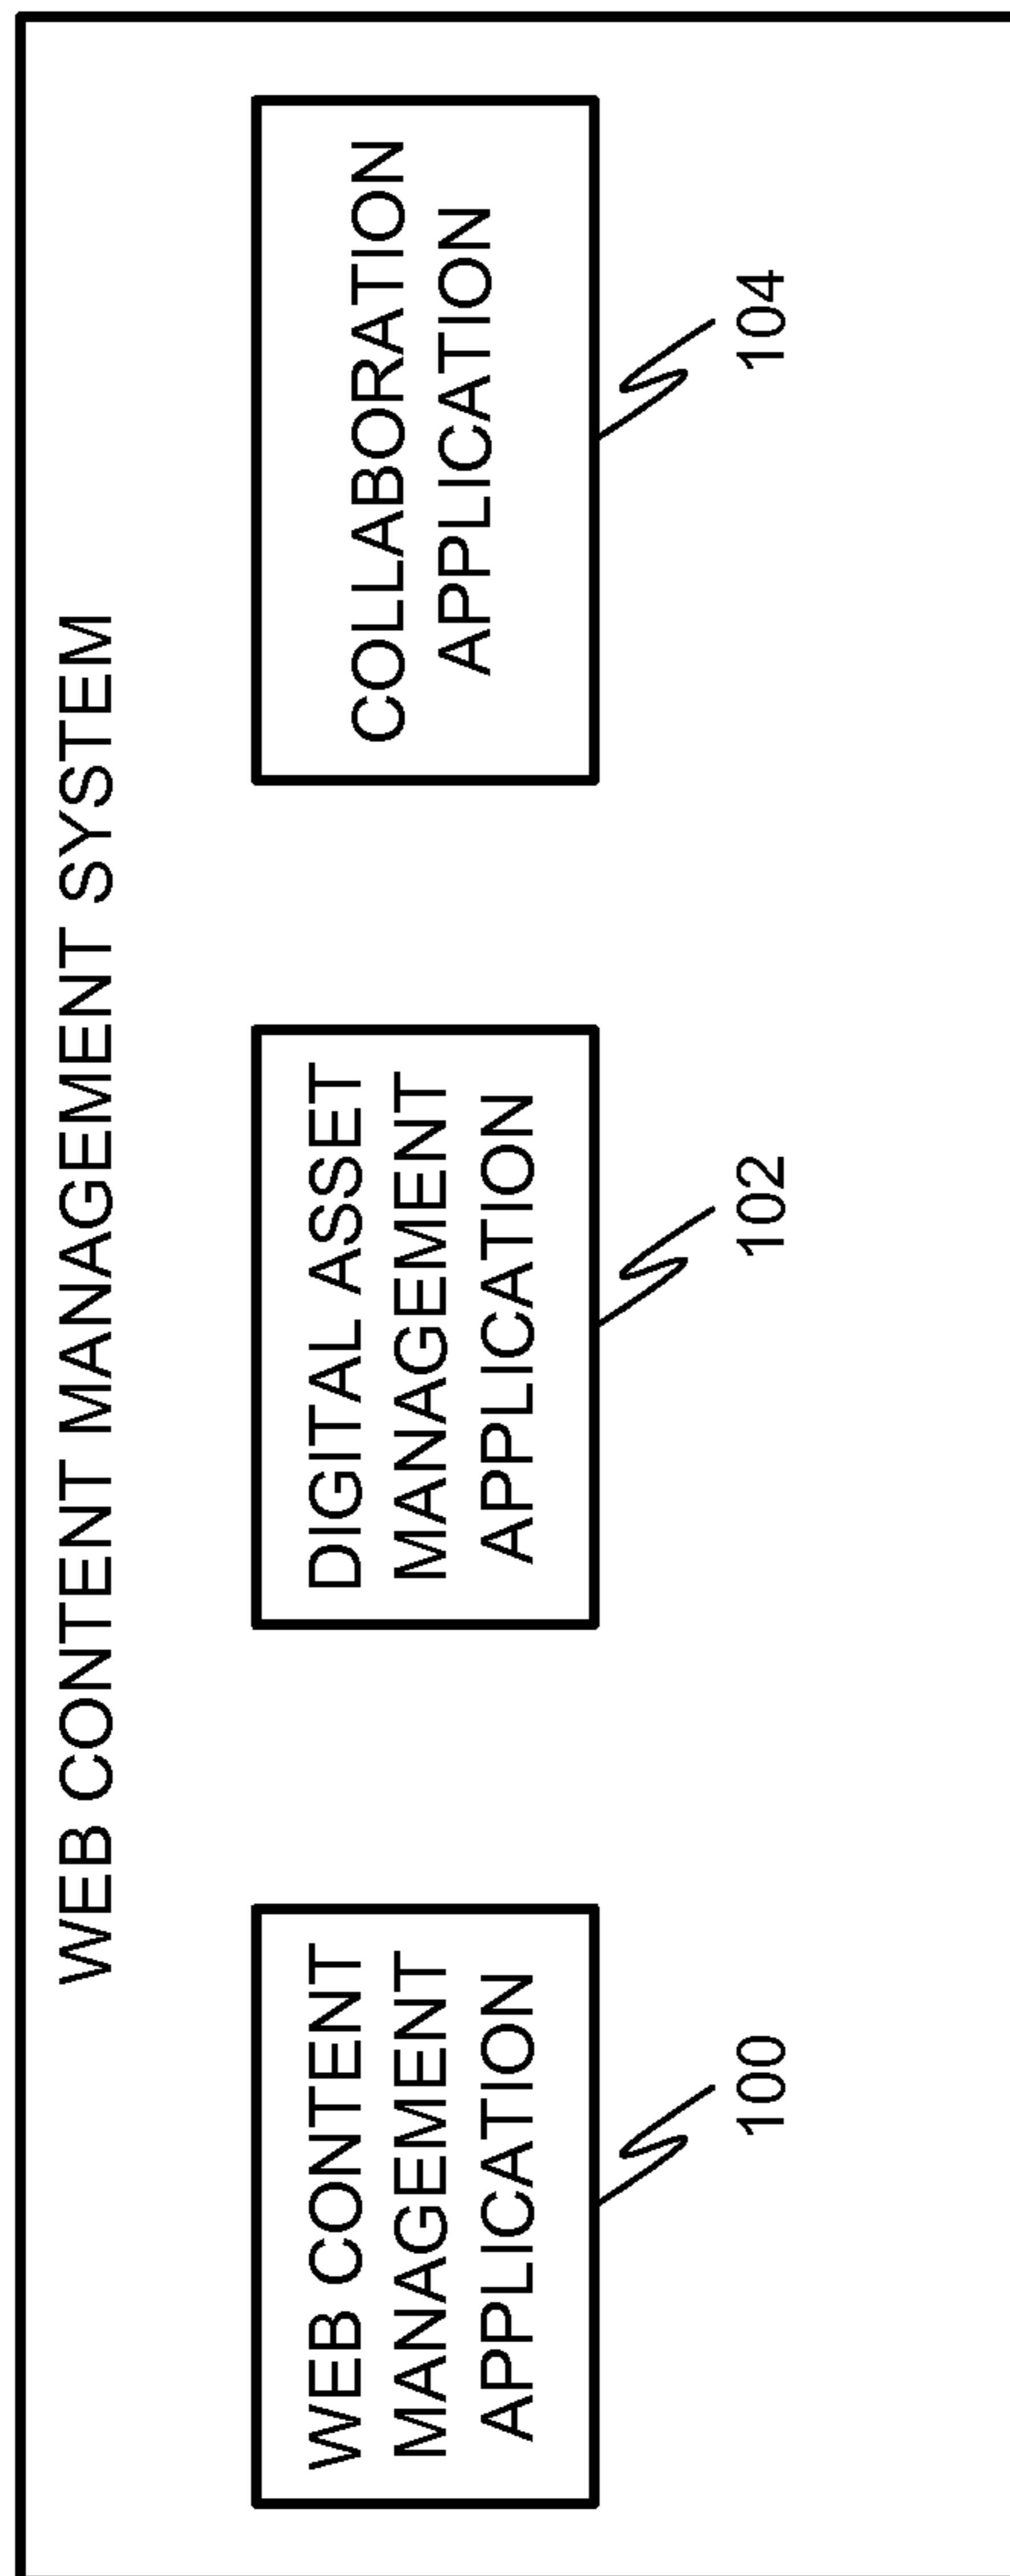 WEB CONTENT MANAGEMENT SYSTEM
WEB CONTENT
MANAGEMENT
APPLICATION
100
DIGITAL ASSET
MANAGEMENT
APPLICATION
102
COLLABORATION
APPLICATION
104